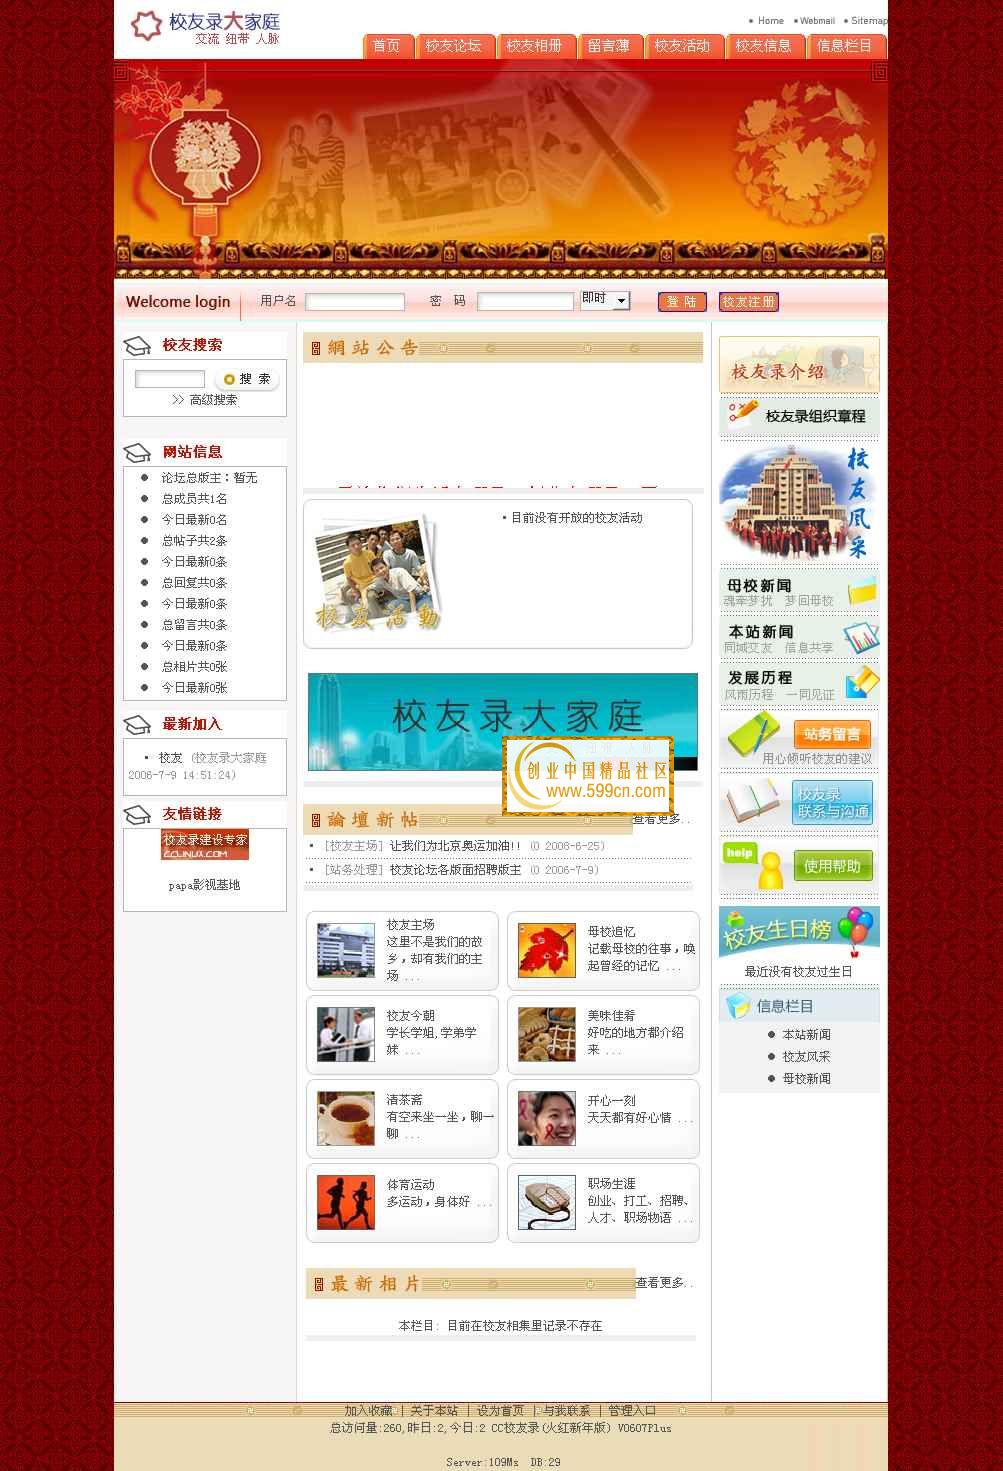 校友录大家庭
交流 纽带 人脉
Home Webmail Sitemap
首页 校友论坛 校友相册 留言薄 校友活动 校友信息 信息栏目
Welcome login 用户名 密 码 即时 登 陆 校友注册
校友搜索
搜 索
>> 高级搜索
网站信息
论坛总版主：暂无
总成员共1名
今日最新0名
总帖子共2条
今日最新0条
总回复共0条
今日最新0条
总留言共0条
今日最新0条
总相片共0张
今日最新0张
最新加入
校友 (校友录大家庭
2006-7-9 14:51:24)
友情链接
校友录建设专家
CCJINUX.COM
papa影视基地
網站公告
目前没有开放的校友活动
校友活動
校友录大家庭
纽带 人脉
创业中国精品社区
www.599cn.com
論壇新帖
查看更多..
[校友主场] 让我们为北京奥运加油!! (0 2008-6-25)
[站务处理] 校友论坛各版面招聘版主 (0 2006-7-9)
校友主场
这里不是我们的故
乡，却有我们的主
场 ...
母校追忆
记载母校的往事，唤
起曾经的记忆 ...
校友今朝
学长学姐,学弟学
妹 ...
美味佳肴
好吃的地方都介绍
来 ...
清茶斋
有空来坐一坐，聊一
聊 ...
开心一刻
天天都有好心情 ...
体育运动
多运动，身体好 ...
职场生涯
创业、打工、招聘、
人才、职场物语 ...
最新相片
查看更多..
本栏目: 目前在校友相集里记录不存在
校友录介绍
校友录组织章程
校友风采
母校新闻
魂牵梦扰 梦回母校
本站新闻
同城交友 信息共享
发展历程
风雨历程 一同见证
站务留言
用心倾听校友的建议
校友录
联系与沟通
help
使用帮助
校友生日榜
最近没有校友过生日
信息栏目
本站新闻
校友风采
母校新闻
加入收藏 | 关于本站 | 设为首页 | 与我联系 | 管理入口
总访问量:260,昨日:2,今日:2 CC校友录(火红新年版) V0607Plus
Server:109Ms DB:29